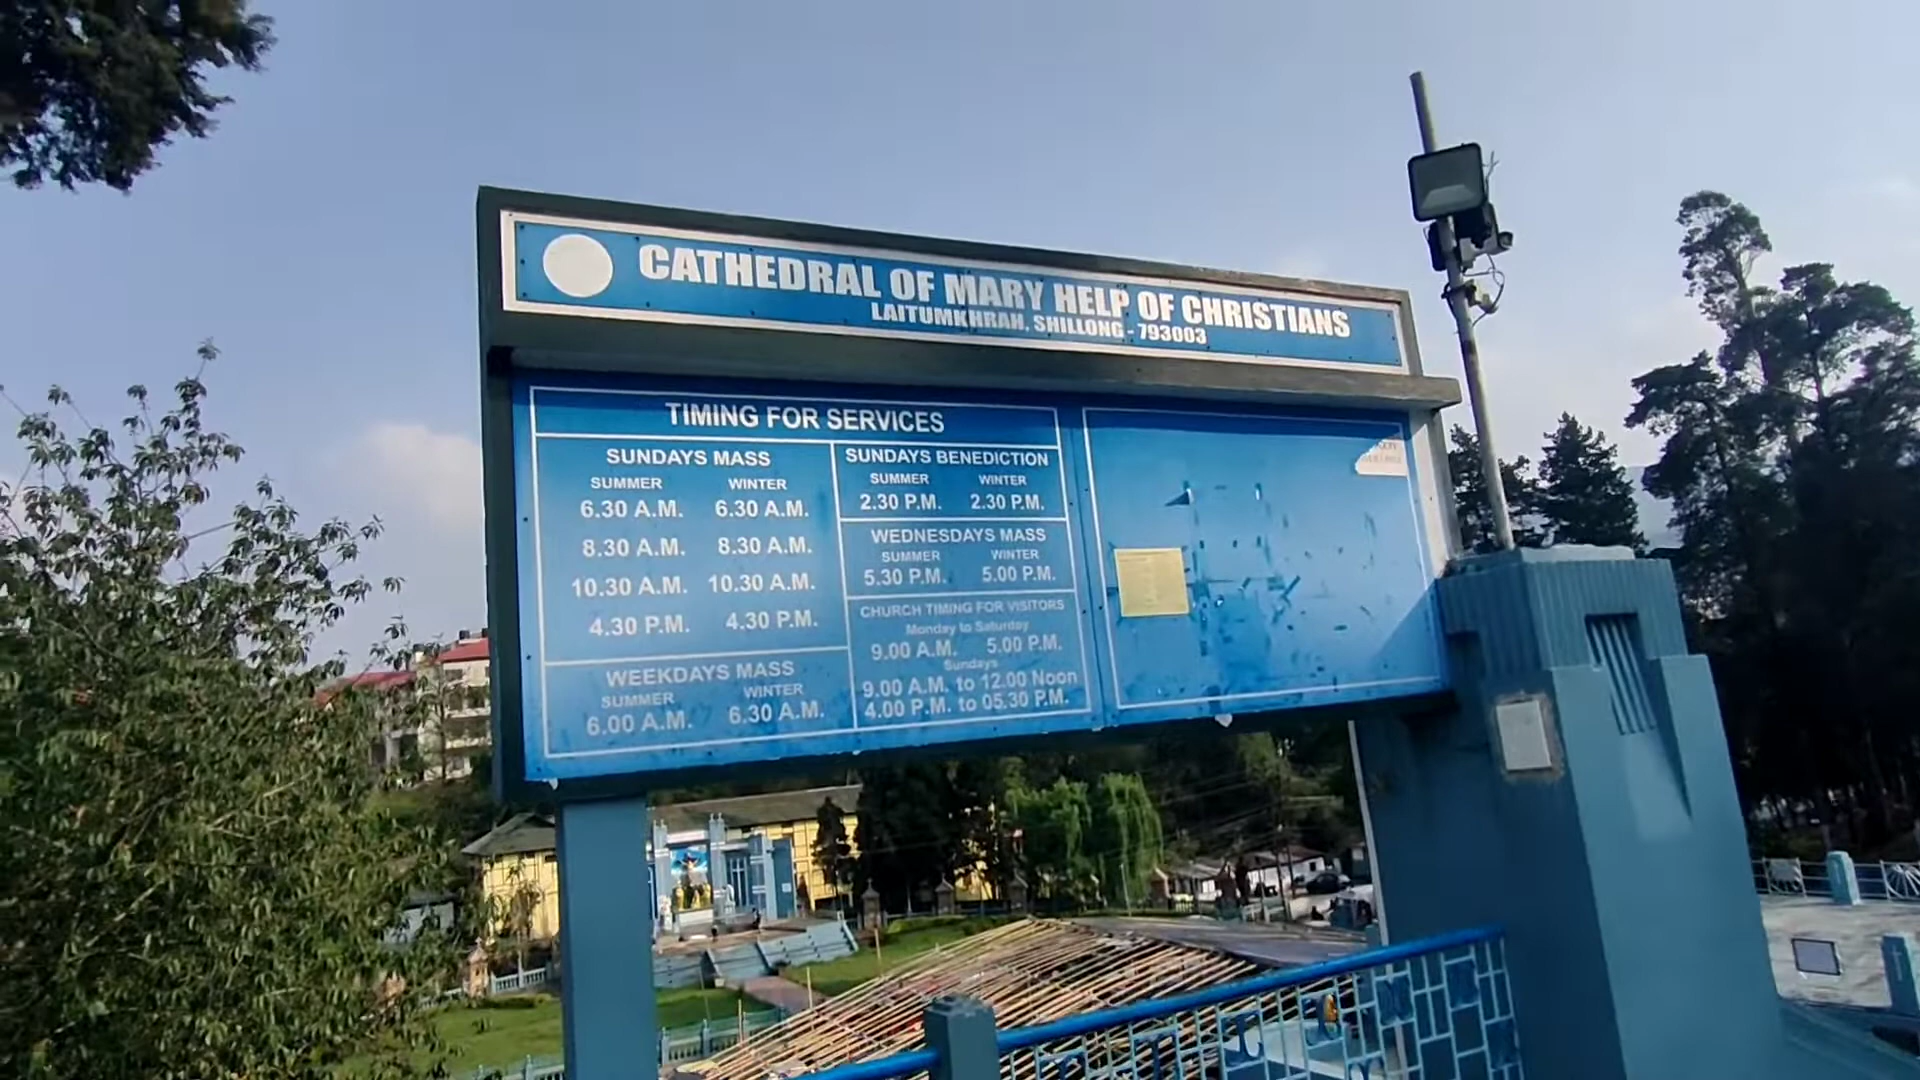 CATHEDRAL OF MARY HELP OF CHRISTIANS
LAITUMKHRAH, SHILLONG - 793003
TIMING FOR SERVICES
SUNDAYS MASS
SUMMER WINTER
6.30 A.M. 6.30 A.M.
8.30 A.M. 8.30 A.M.
10.30 A.M. 10.30 A.M.
4.30 P.M. 4.30 P.M.
WEEKDAYS MASS
SUMMER WINTER
6.00 A.M. 6.30 A.M.
SUNDAYS BENEDICTION
SUMMER WINTER
2.30 P.M. 2.30 P.M.
WEDNESDAYS MASS
SUMMER WINTER
5.30 P.M. 5.00 P.M.
CHURCH TIMING FOR VISITORS
Monday to Saturday
9.00 A.M. 5.00 P.M.
Sundays
9.00 A.M. to 12.00 Noon
4.00 P.M. to 05.30 P.M.